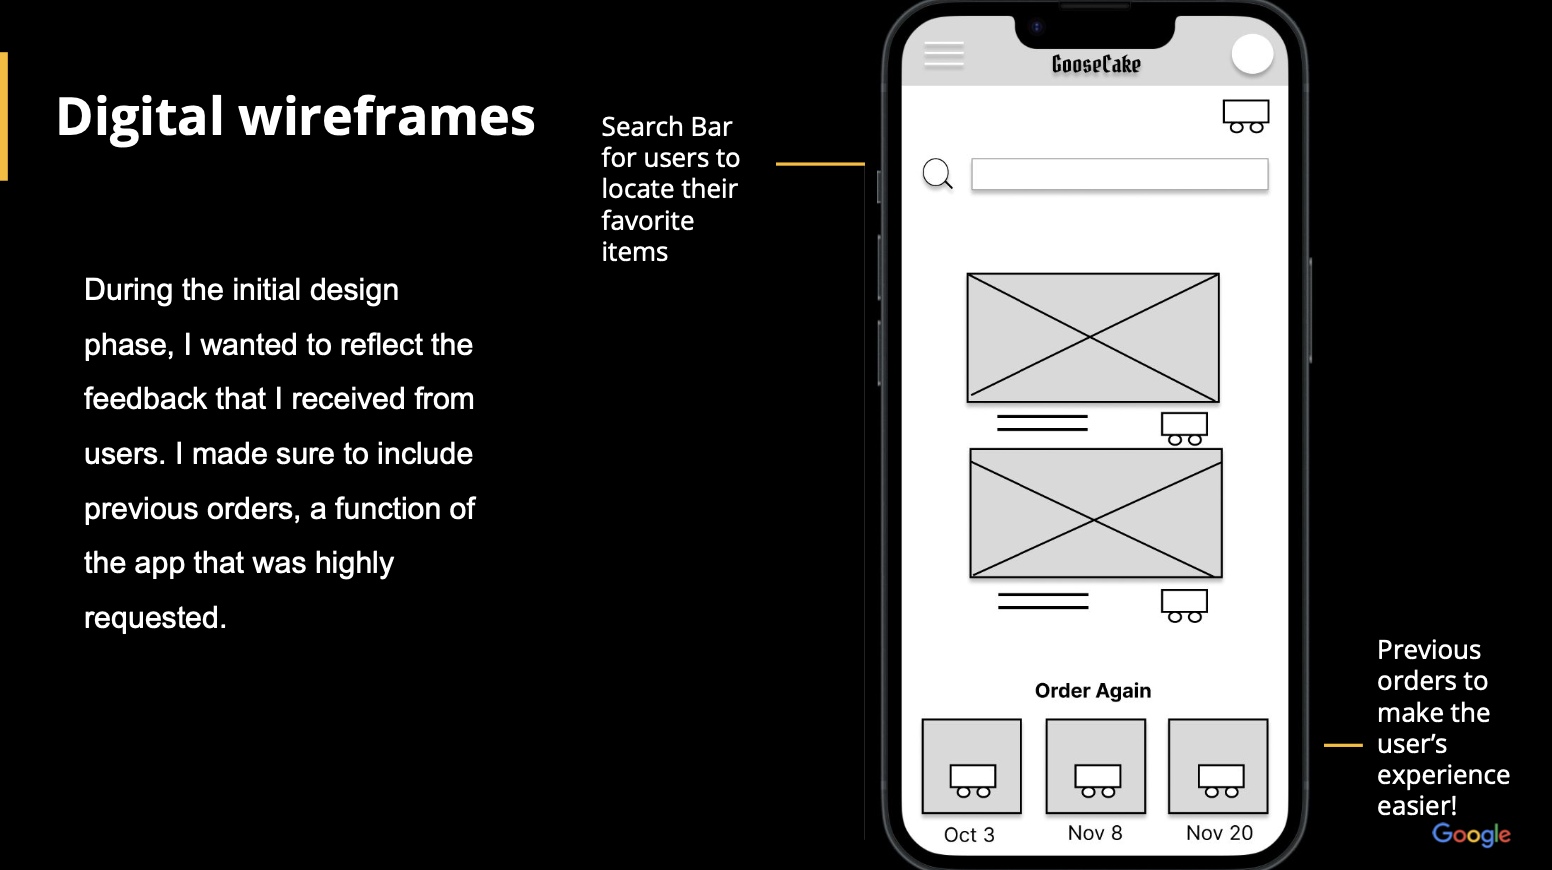 Digital wireframes
During the initial design
phase, I wanted to reflect the
feedback that I received from
users. I made sure to include
previous orders, a function of
the app that was highly
requested.
Search Bar
for users to
locate their
favorite
items
GooseCake
Order Again
Oct 3
Nov 8
Nov 20
Previous
orders to
make the
user’s
experience
easier!
Google